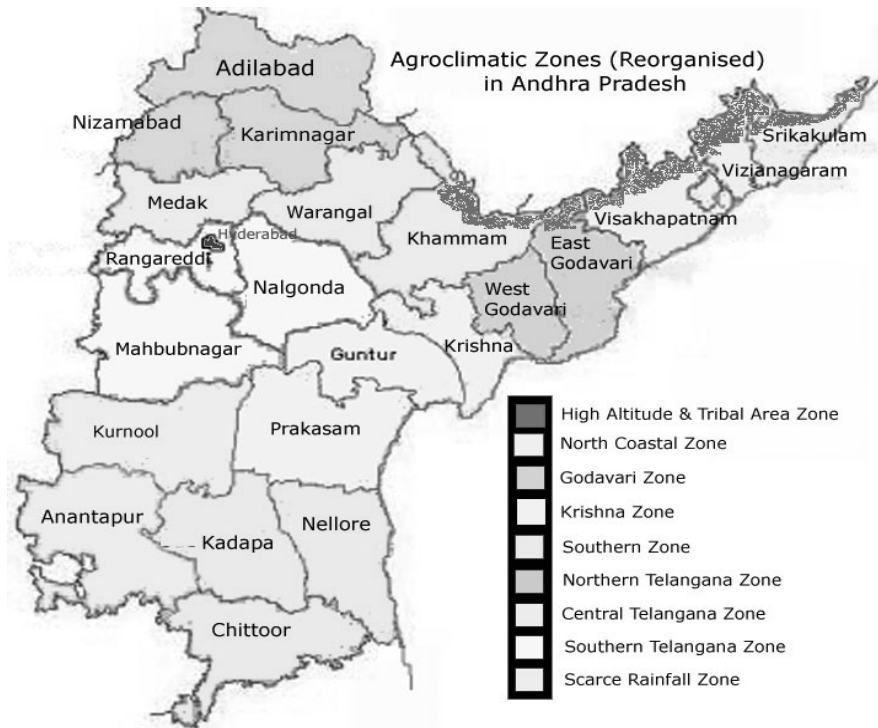 Agroclimatic Zones (Reorganised)
in Andhra Pradesh
Adilabad
Nizamabad
Karimnagar
Srikakulam
Vizianagaram
Medak
Warangal
Visakhapatnam
Hyderabad
Khammam
Rangareddi
East
Godavari
Nalgonda
West
Godavari
Mahbubnagar
Guntur
Krishna
Kurnool
Prakasam
Anantapur
Kadapa
Nellore
Chittoor
High Altitude & Tribal Area Zone
North Coastal Zone
Godavari Zone
Krishna Zone
Southern Zone
Northern Telangana Zone
Central Telangana Zone
Southern Telangana Zone
Scarce Rainfall Zone